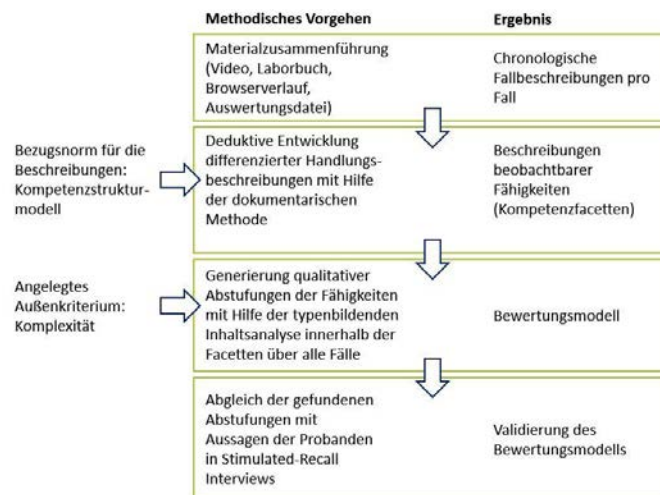 Methodisches Vorgehen
Ergebnis
Materialzusammenführung
(Video, Laborbuch,
Browserverlauf,
Auswertungsdatei)
Chronologische
Fallbeschreibungen pro
Fall
Bezugsnorm für die
Beschreibungen:
Kompetenzstruktur-
modell
Deduktive Entwicklung
differenzierter Handlungs-
beschreibungen mit Hilfe
der dokumentarischen
Methode
Beschreibungen
beobachtbarer
Fähigkeiten
(Kompetenzfacetten)
Angelegtes
Außenkriterium:
Komplexität
Generierung qualitativer
Abstufungen der Fähigkeiten
mit Hilfe der typenbildenden
Inhaltsanalyse innerhalb der
Facetten über alle Fälle
Bewertungsmodell
Abgleich der gefundenen
Abstufungen mit
Aussagen der Probanden
in Stimulated-Recall
Interviews
Validierung des
Bewertungsmodells